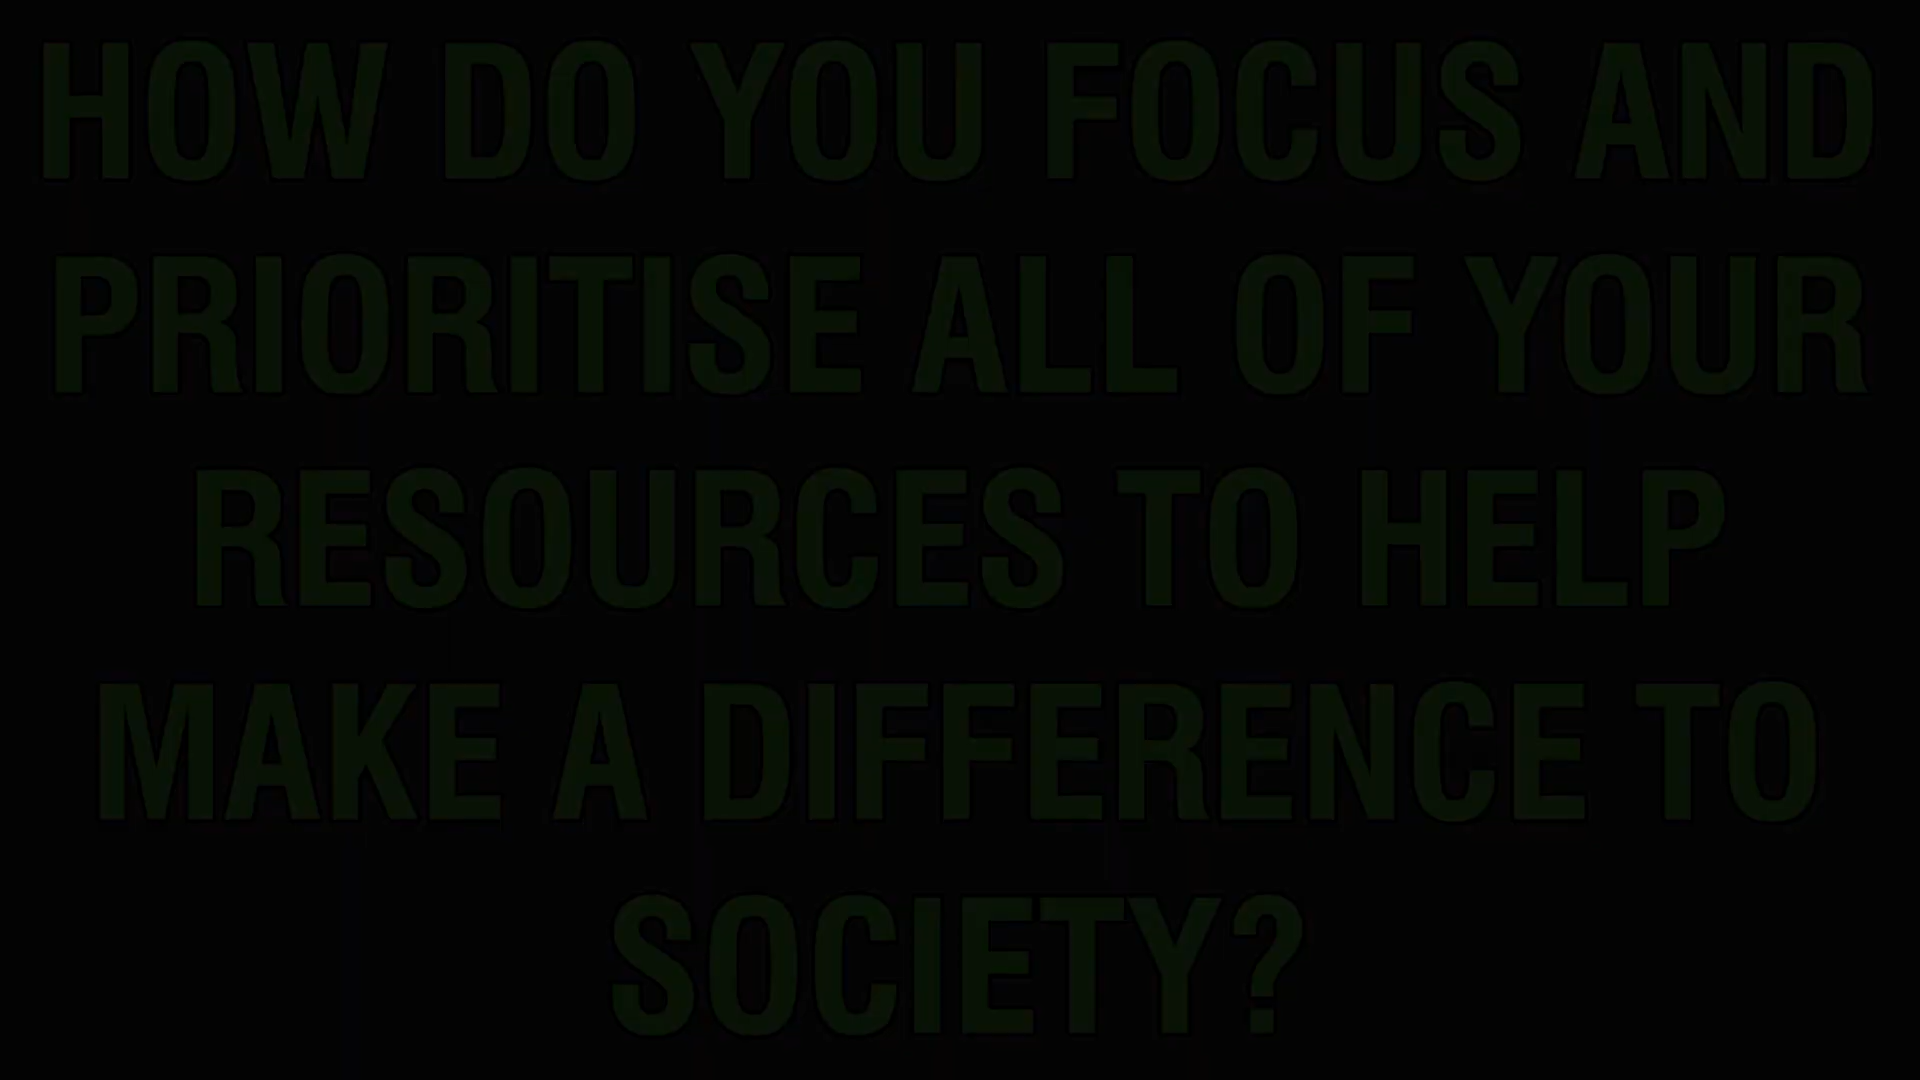 HOW DO YOU FOCUS AND
PRIORITISE ALL OF YOUR
RESOURCES TO HELP
MAKE A DIFFERENCE TO
SOCIETY?